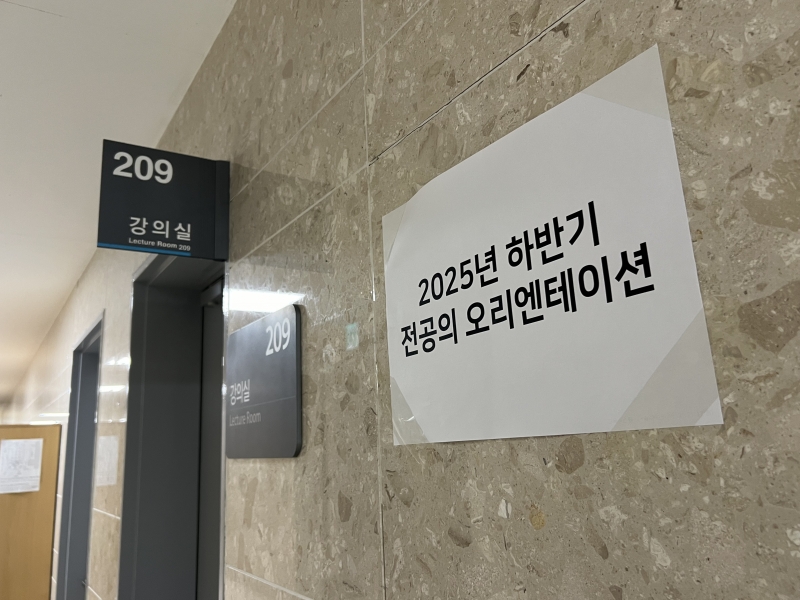 209
강의실
Lecture Room 209
209
강의실
Lecture Room
2025년 하반기
전공의 오리엔테이션